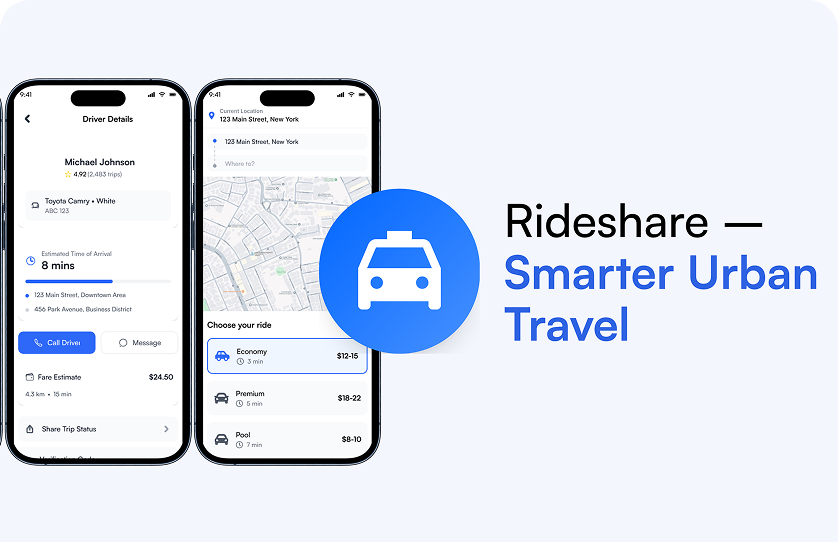 9:41
Driver Details
Michael Johnson
4.92 (2,483 trips)
Toyota Camry • White
ABC 123
Estimated Time of Arrival
8 mins
123 Main Street, Downtown Area
456 Park Avenue, Business District
Call Driver
Message
Fare Estimate
$24.50
4.3 km • 15 min
Share Trip Status
9:41
Current Location
123 Main Street, New York
123 Main Street, New York
Where to?
Choose your ride
Economy
3 min
$12-15
Premium
5 min
$18-22
Pool
7 min
$8-10
Rideshare —
Smarter Urban
Travel